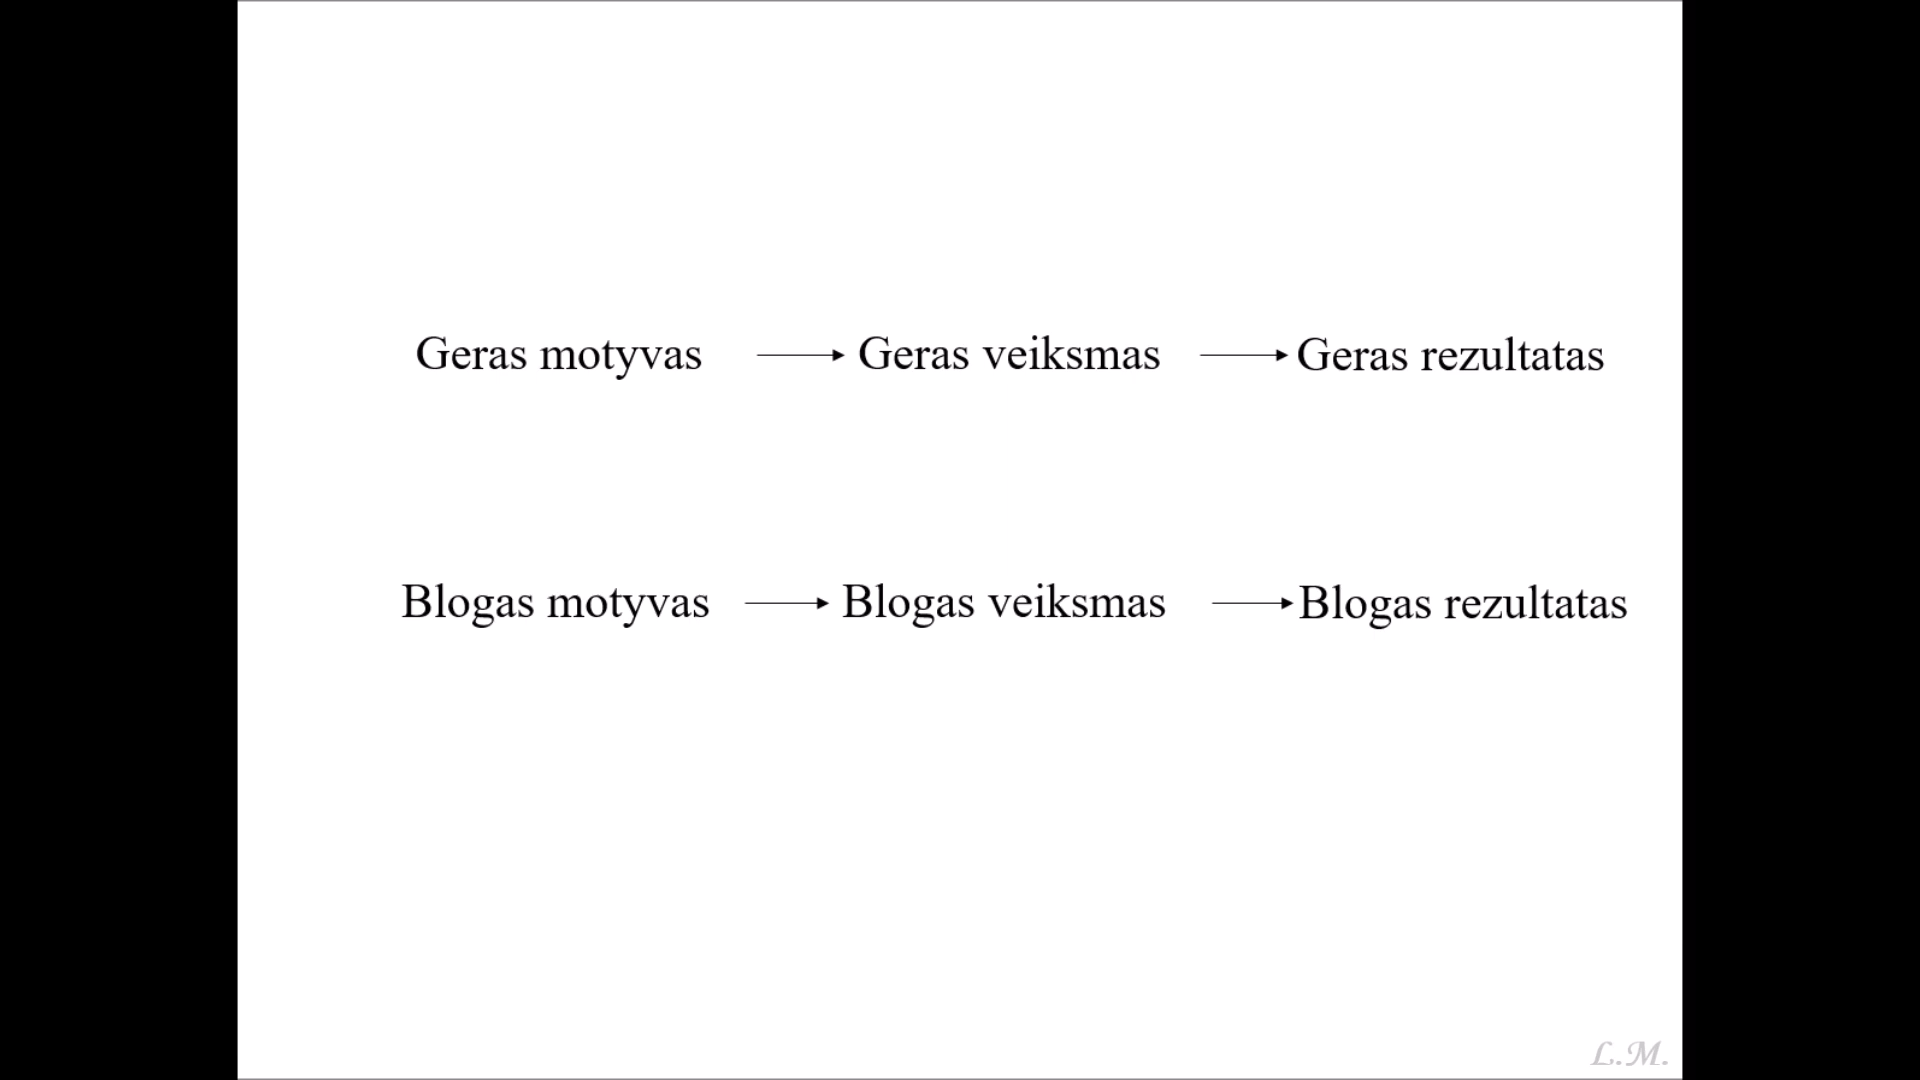 Geras motyvas → Geras veiksmas → Geras rezultatas
Blogas motyvas → Blogas veiksmas → Blogas rezultatas
L.M.